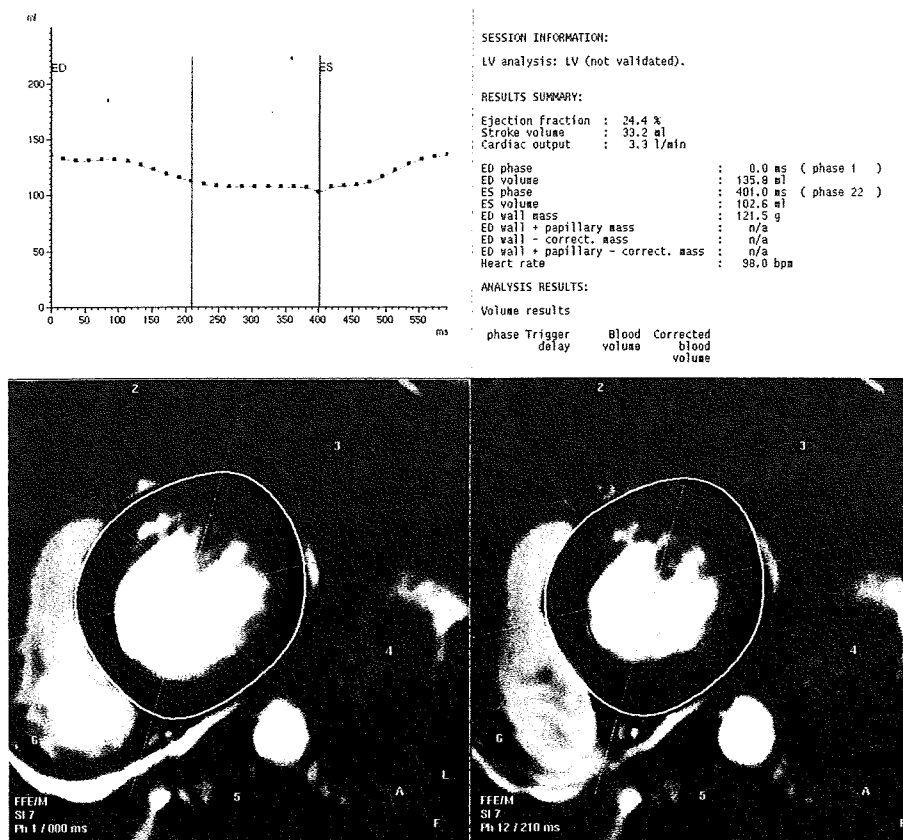 ml
200
150
100
50
0
ED
ES
0 50 100 150 200 250 300 350 400 450 500 550
ms
SESSION INFORMATION:
LV analysis: LV (not validated).
RESULTS SUMMARY:
Ejection fraction : 24.4 %
Stroke volume : 33.2 ml
Cardiac output : 3.3 l/min
ED phase : 0.0 ms ( phase 1 )
ED volume : 135.8 ml
ES phase : 401.0 ms ( phase 22 )
ES volume : 102.6 ml
ED wall mass : 121.5 g
ED wall + papillary mass : n/a
ED wall - correct. mass : n/a
ED wall + papillary - correct. mass : n/a
Heart rate : 98.0 bpm
ANALYSIS RESULTS:
Volume results
phase Trigger Blood Corrected
delay volume blood
volume
2
3
4
5
6
A
L
F
FFE/M
Sl 7
Ph 1 / 000 ms
2
3
4
5
6
A
F
FFE/M
Sl 7
Ph 12 / 210 ms